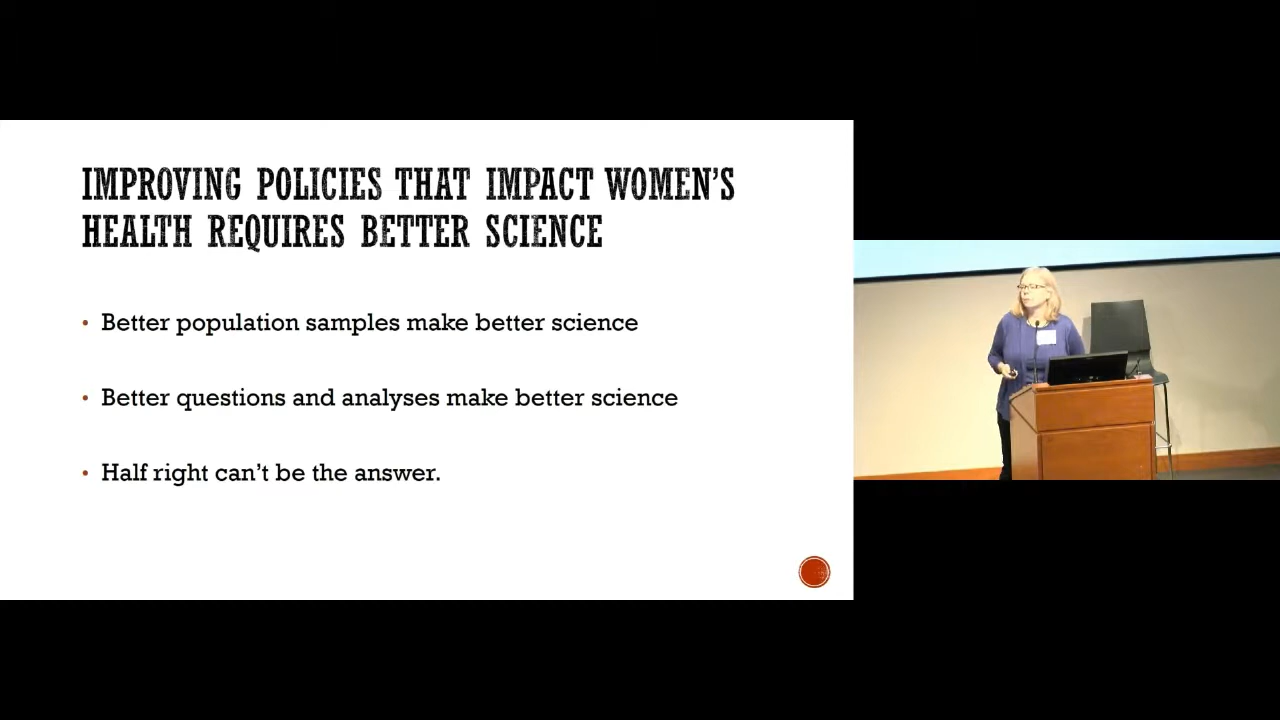 IMPROVING POLICIES THAT IMPACT WOMEN'S
HEALTH REQUIRES BETTER SCIENCE
• Better population samples make better science
• Better questions and analyses make better science
• Half right can't be the answer.